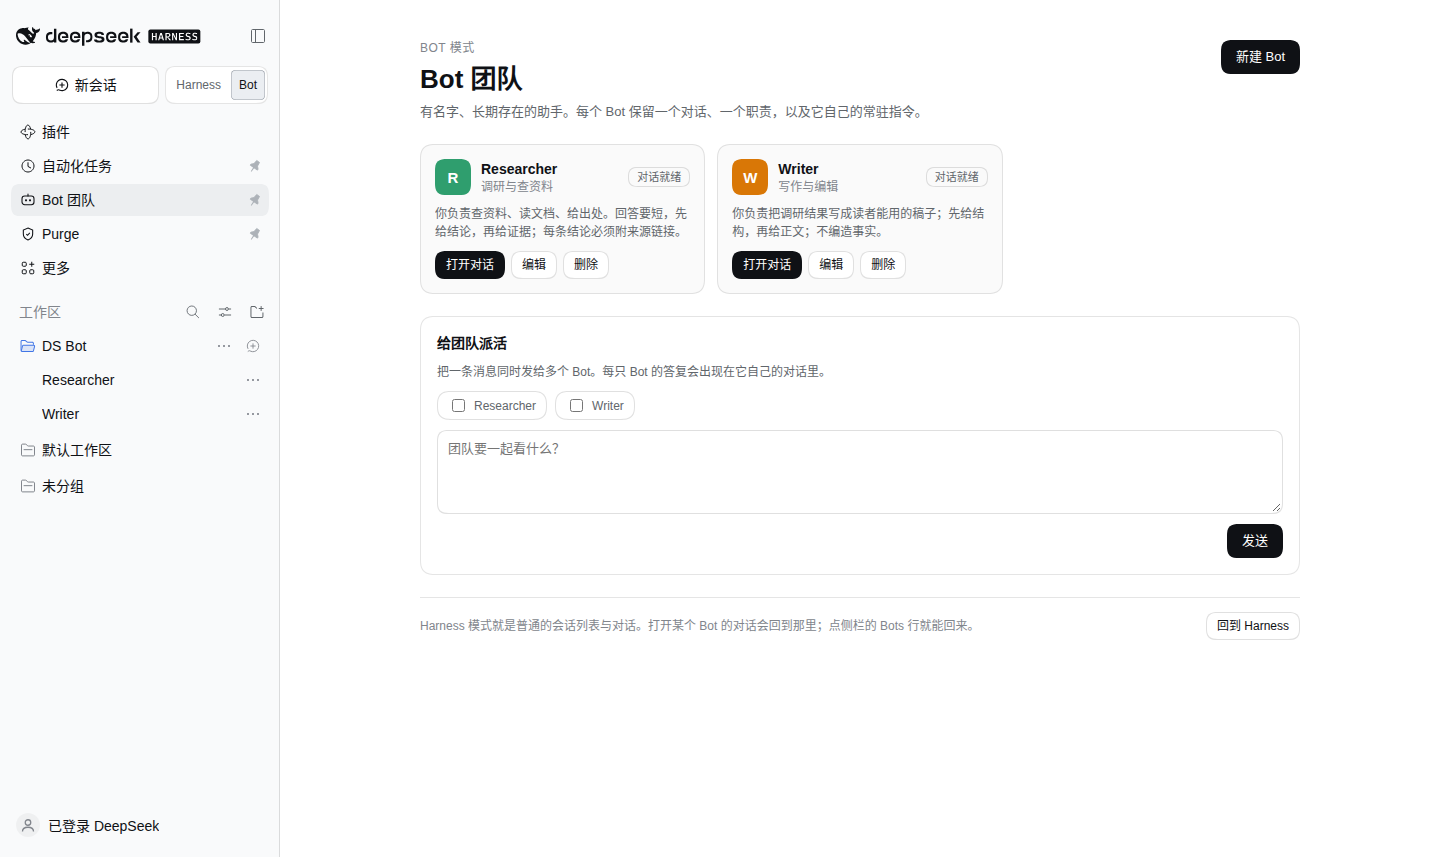 deepseek HARNESS
新会话
Harness
Bot
插件
自动化任务
Bot 团队
Purge
更多
工作区
DS Bot
Researcher
Writer
默认工作区
未分组
已登录 DeepSeek
BOT 模式
Bot 团队
有名字、长期存在的助手。每个 Bot 保留一个对话、一个职责，以及它自己的常驻指令。
新建 Bot
R
Researcher
调研与查资料
对话就绪
你负责查资料、读文档、给出处。回答要短，先
给结论，再给证据；每条结论必须附来源链接。
打开对话
编辑
删除
W
Writer
写作与编辑
对话就绪
你负责把调研结果写成读者能用的稿子；先给结
构，再给正文；不编造事实。
打开对话
编辑
删除
给团队派活
把一条消息同时发给多个 Bot。每只 Bot 的答复会出现在它自己的对话里。
Researcher
Writer
团队要一起看什么？
发送
Harness 模式就是普通的会话列表与对话。打开某个 Bot 的对话会回到那里；点侧栏的 Bots 行就能回来。
回到 Harness